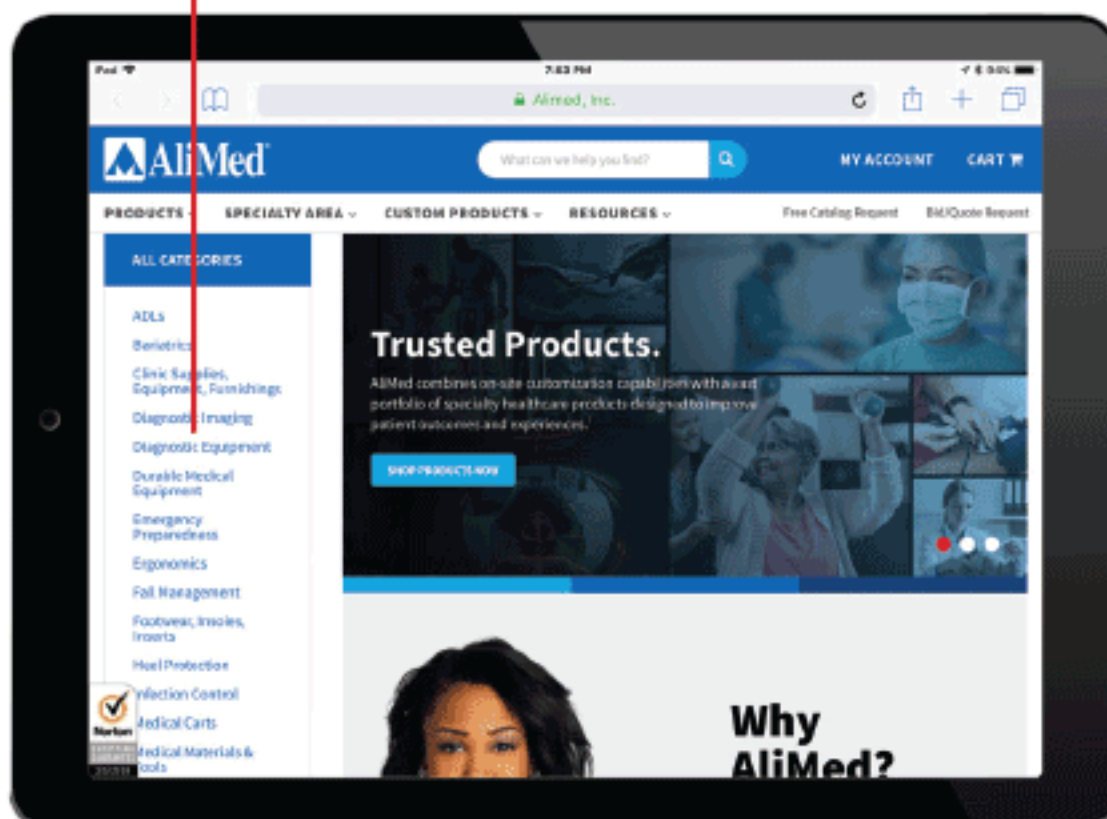 iPad
7:53 PM
94%
Alimed, Inc.
AliMed
What can we help you find?
MY ACCOUNT
CART
PRODUCTS
SPECIALTY AREA
CUSTOM PRODUCTS
RESOURCES
Free Catalog Request
Bid/Quote Request
ALL CATEGORIES
ADLs
Bariatrics
Clinic Supplies,
Equipment, Furnishings
Diagnostic Imaging
Diagnostic Equipment
Durable Medical
Equipment
Emergency
Preparedness
Ergonomics
Fall Management
Footwear, Insoles,
Inserts
Heel Protection
Infection Control
Medical Carts
Medical Materials &
Tools
Norton
Trusted Products.
AliMed combines on-site customization capabilities with a vast
portfolio of specialty healthcare products designed to improve
patient outcomes and experiences.
SHOP PRODUCTS NOW
Why
AliMed?